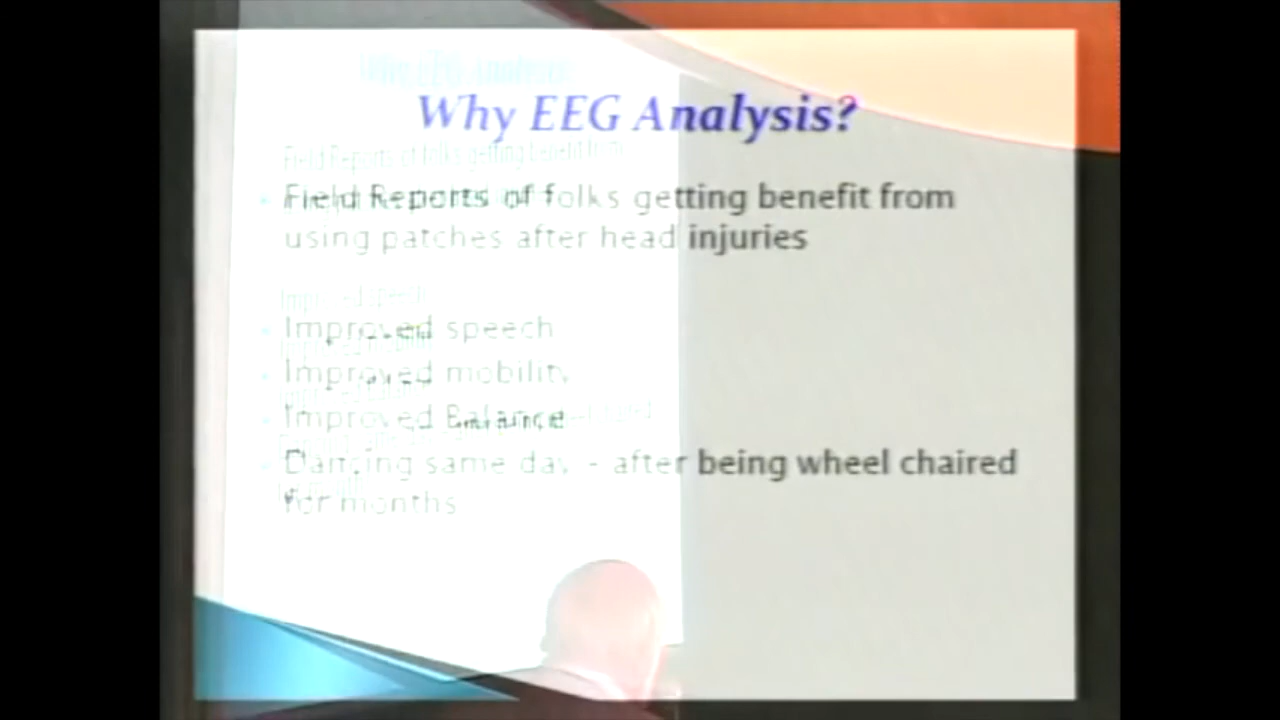 Why EEG Analysis?
Field Reports of folks getting benefit from
using patches after head injuries
Improved speech
Improved mobility
Improved Balance
Dancing same day - after being wheel chaired
for months